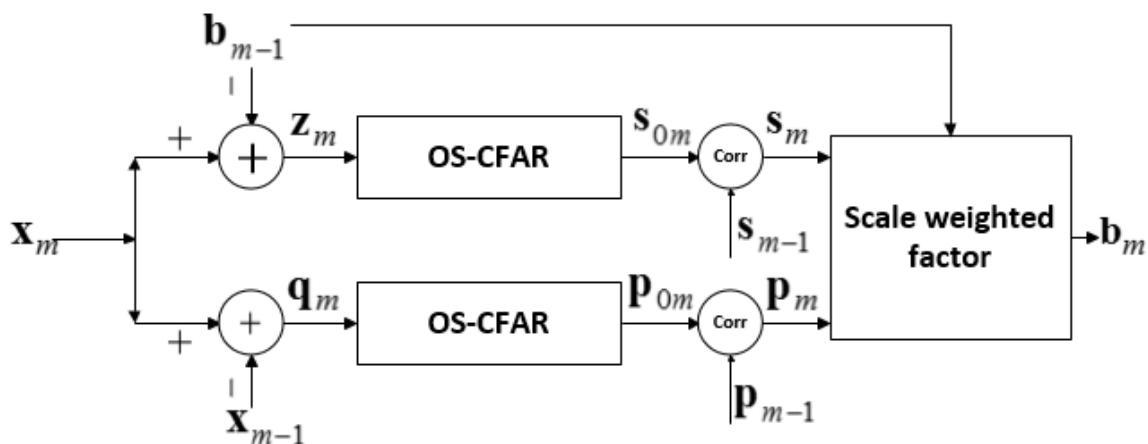 b_{m-1}
−
+
z_m
+
OS-CFAR
s_{0m}
Corr
s_m
s_{m-1}
x_m
Scale weighted
factor
b_m
q_m
+
+
OS-CFAR
p_{0m}
Corr
p_m
p_{m-1}
−
x_{m-1}